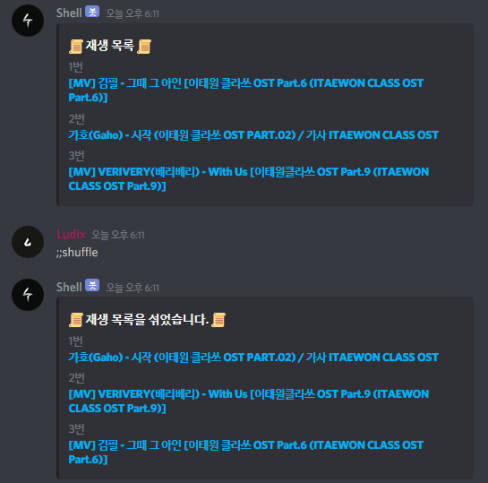 Shell 봇 오늘 오후 6:11
재생 목록
1번
[MV] 김필 - 그때 그 아인 [이태원 클라쓰 OST Part.6 (ITAEWON CLASS OST
Part.6)]
2번
가호(Gaho) - 시작 (이태원 클라쓰 OST PART.02) / 가사 ITAEWON CLASS OST
3번
[MV] VERIVERY(베리베리) - With Us [이태원클라쓰 OST Part.9 (ITAEWON
CLASS OST Part.9)]
Ludix 오늘 오후 6:11
;;shuffle
Shell 봇 오늘 오후 6:11
재생 목록을 섞었습니다.
1번
가호(Gaho) - 시작 (이태원 클라쓰 OST PART.02) / 가사 ITAEWON CLASS OST
2번
[MV] VERIVERY(베리베리) - With Us [이태원클라쓰 OST Part.9 (ITAEWON
CLASS OST Part.9)]
3번
[MV] 김필 - 그때 그 아인 [이태원 클라쓰 OST Part.6 (ITAEWON CLASS OST
Part.6)]